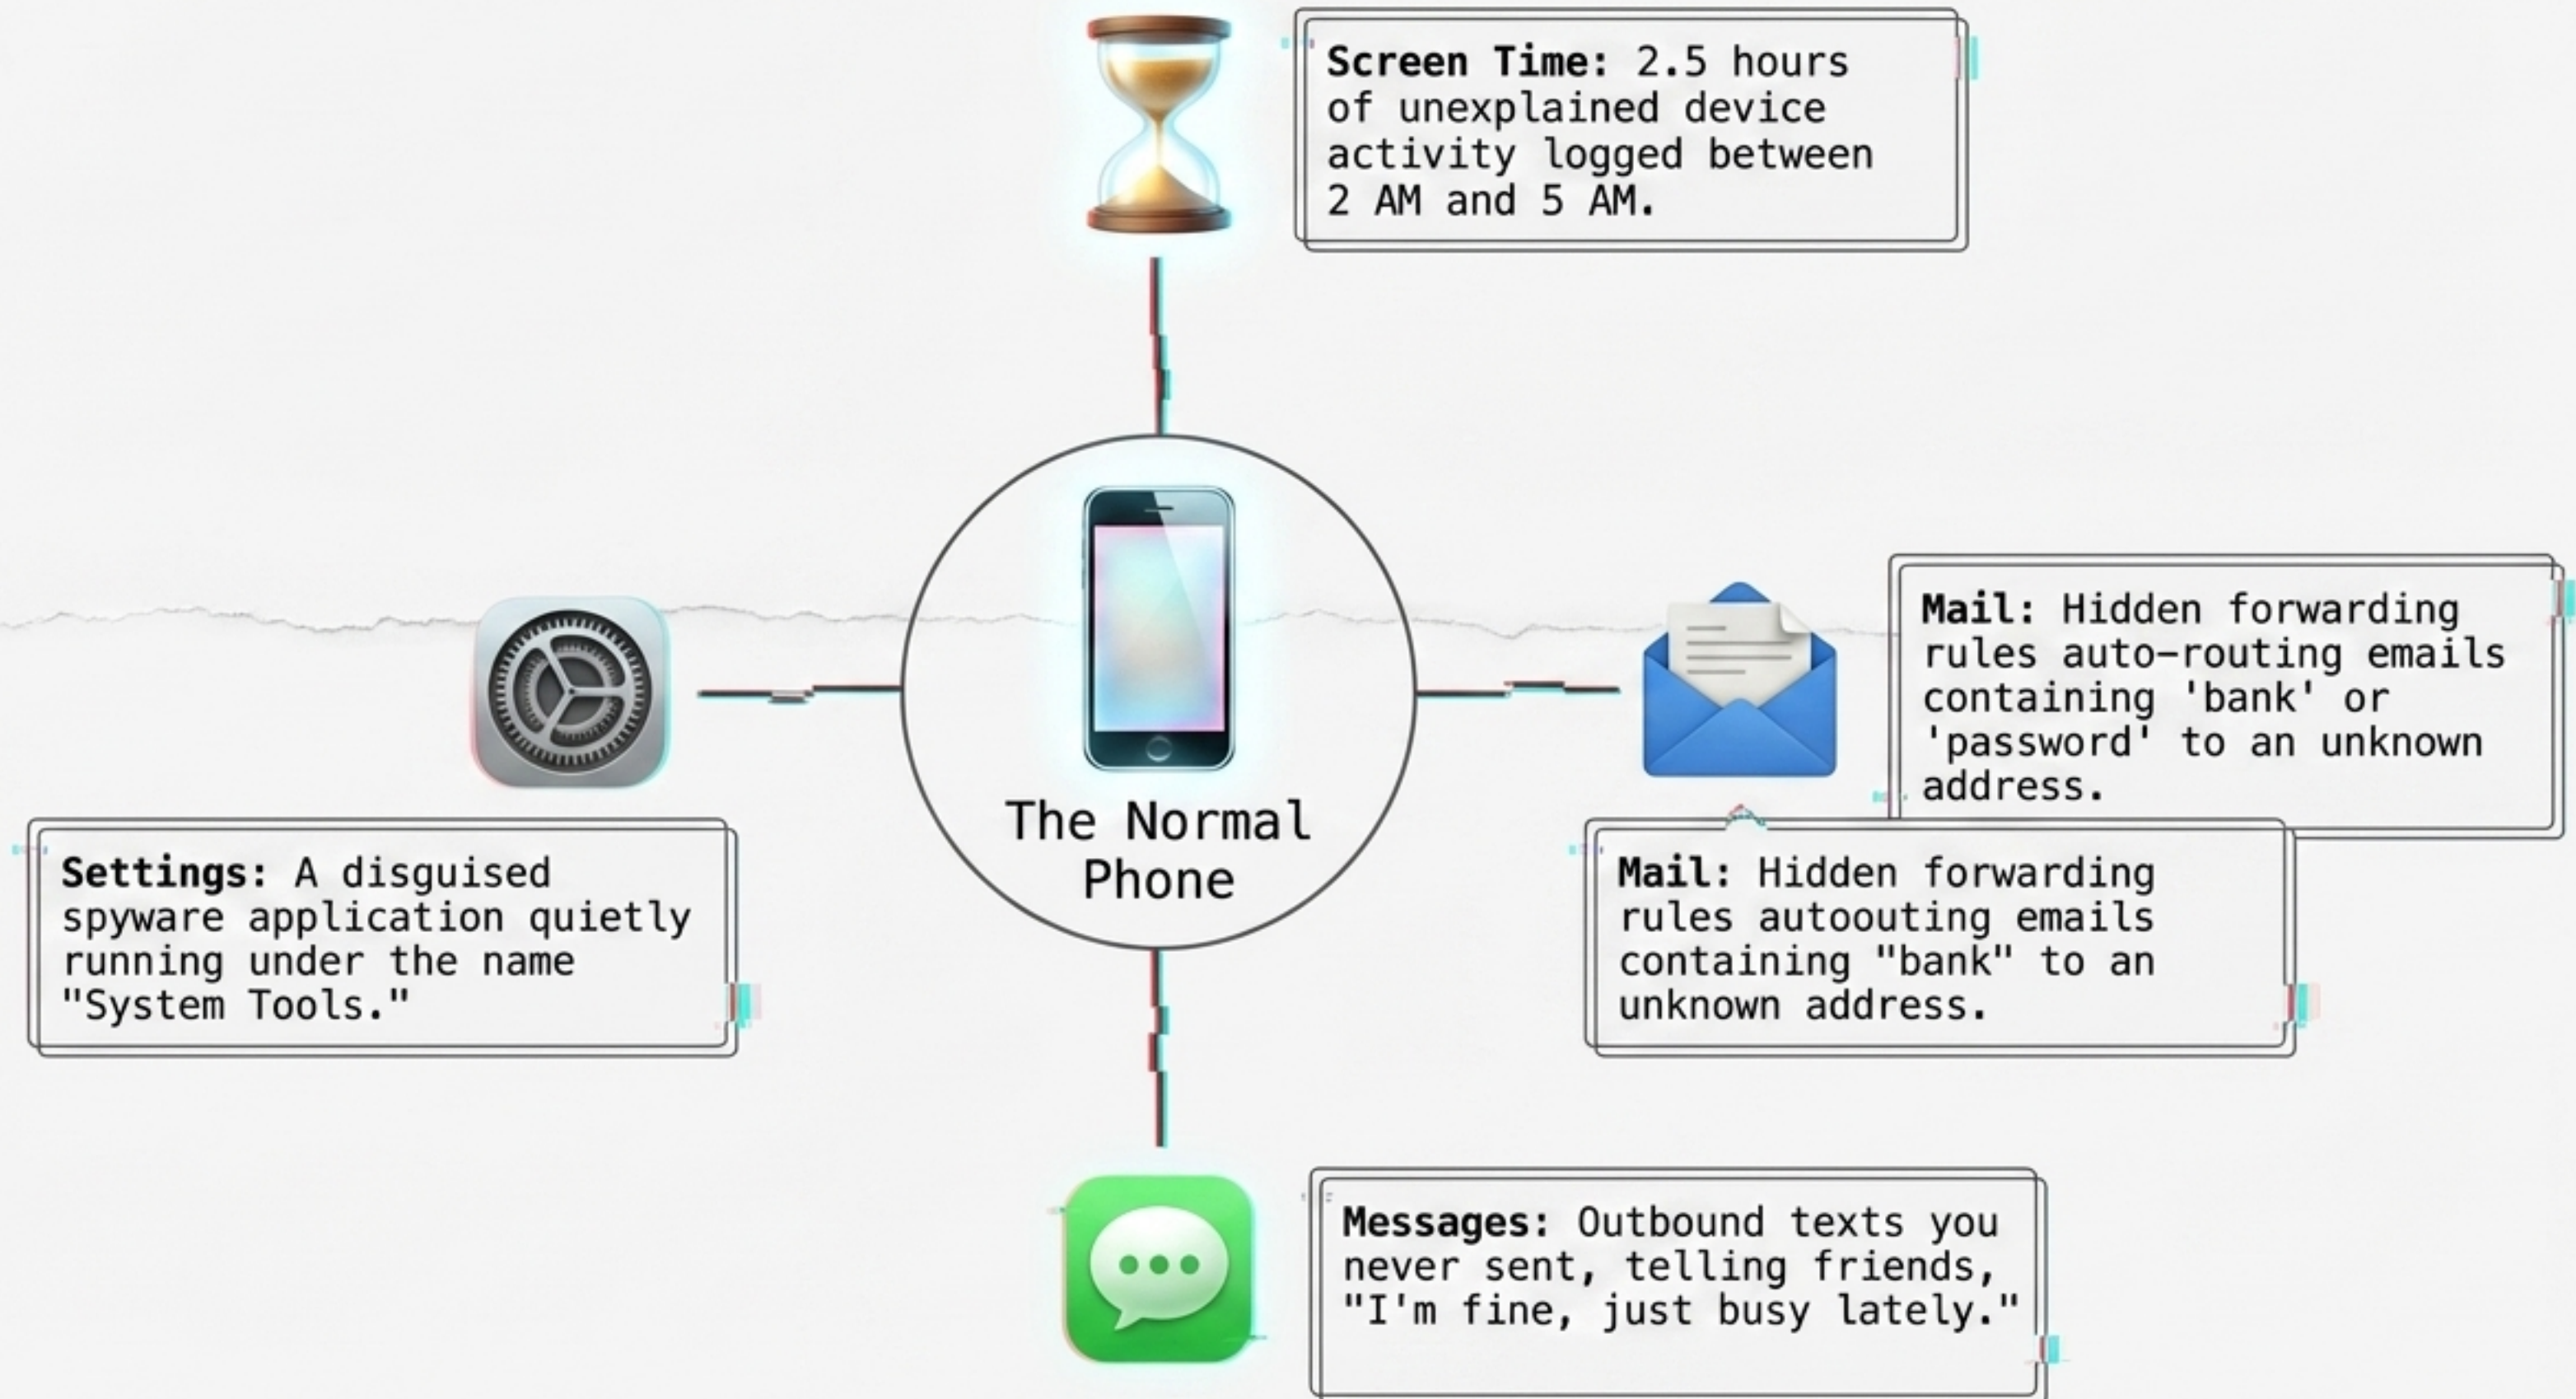 Screen Time: 2.5 hours
of unexplained device
activity logged between
2 AM and 5 AM.
The Normal
Phone
Mail: Hidden forwarding
rules auto-routing emails
containing 'bank' or
'password' to an unknown
address.
Settings: A disguised
spyware application quietly
running under the name
"System Tools."
Mail: Hidden forwarding
rules autoouting emails
containing "bank" to an
unknown address.
Messages: Outbound texts you
never sent, telling friends,
"I'm fine, just busy lately."